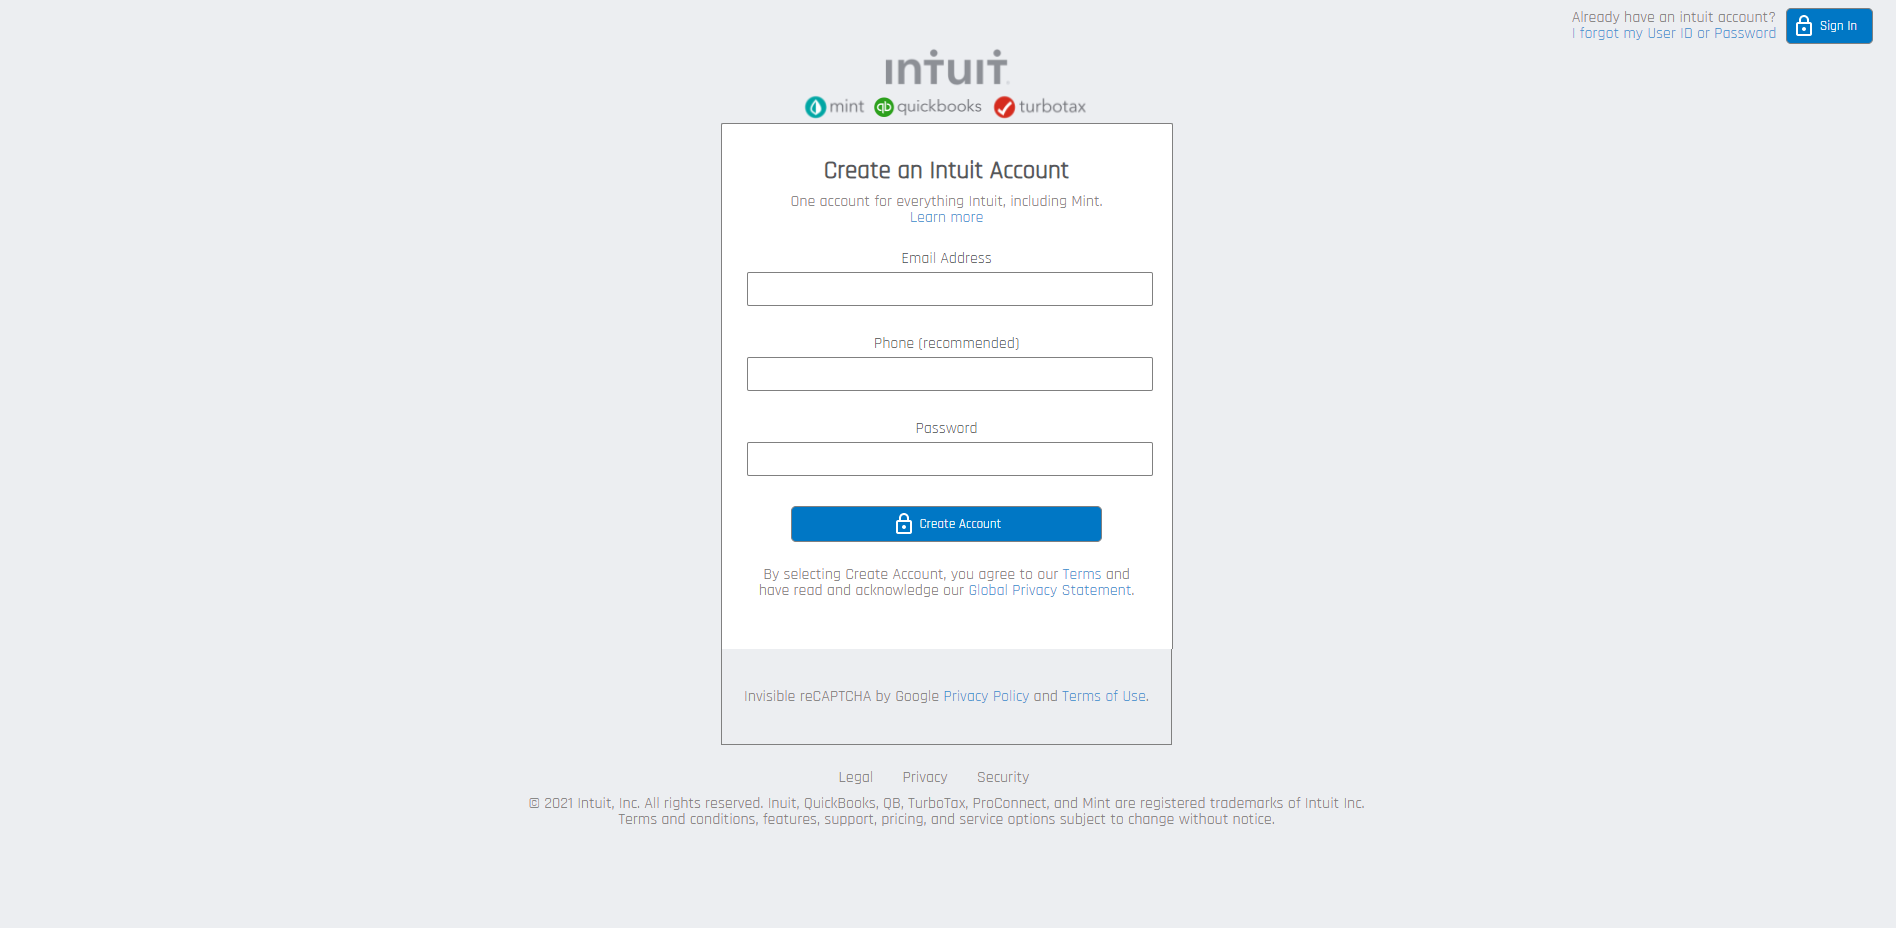 Already have an intuit account?
I forgot my User ID or Password
Sign In
intuit
mint quickbooks turbotax
Create an Intuit Account
One account for everything Intuit, including Mint.
Learn more
Email Address
Phone (recommended)
Password
Create Account
By selecting Create Account, you agree to our Terms and
have read and acknowledge our Global Privacy Statement.
Invisible reCAPTCHA by Google Privacy Policy and Terms of Use.
Legal Privacy Security
© 2021 Intuit, Inc. All rights reserved. Inuit, QuickBooks, QB, TurboTax, ProConnect, and Mint are registered trademarks of Intuit Inc.
Terms and conditions, features, support, pricing, and service options subject to change without notice.